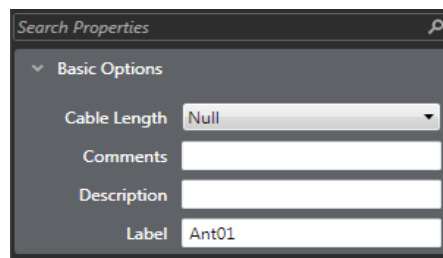 Search Properties
Basic Options
Cable Length Null
Comments
Description
Label Ant01